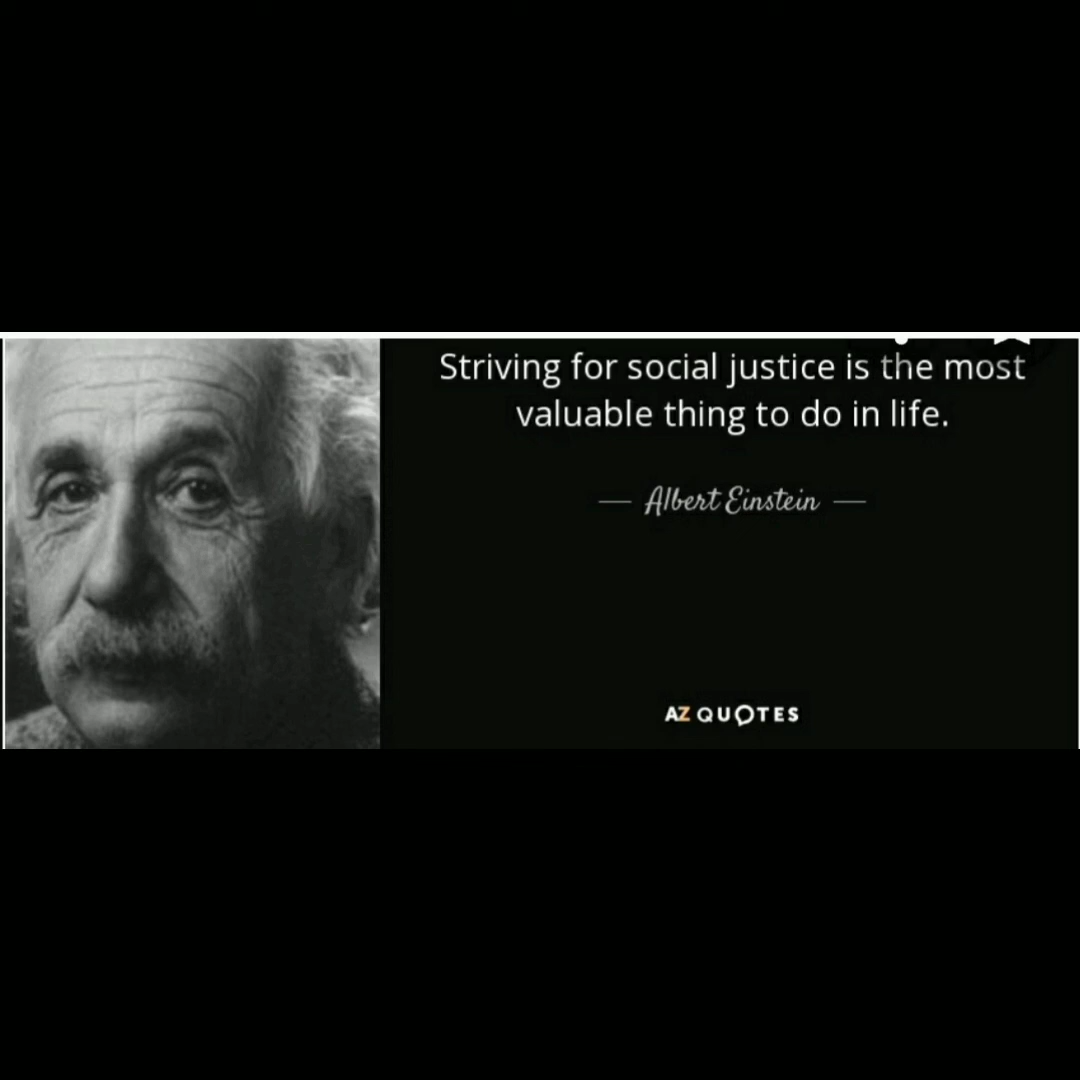 Striving for social justice is the most
valuable thing to do in life.
— Albert Einstein —
AZ QUOTES